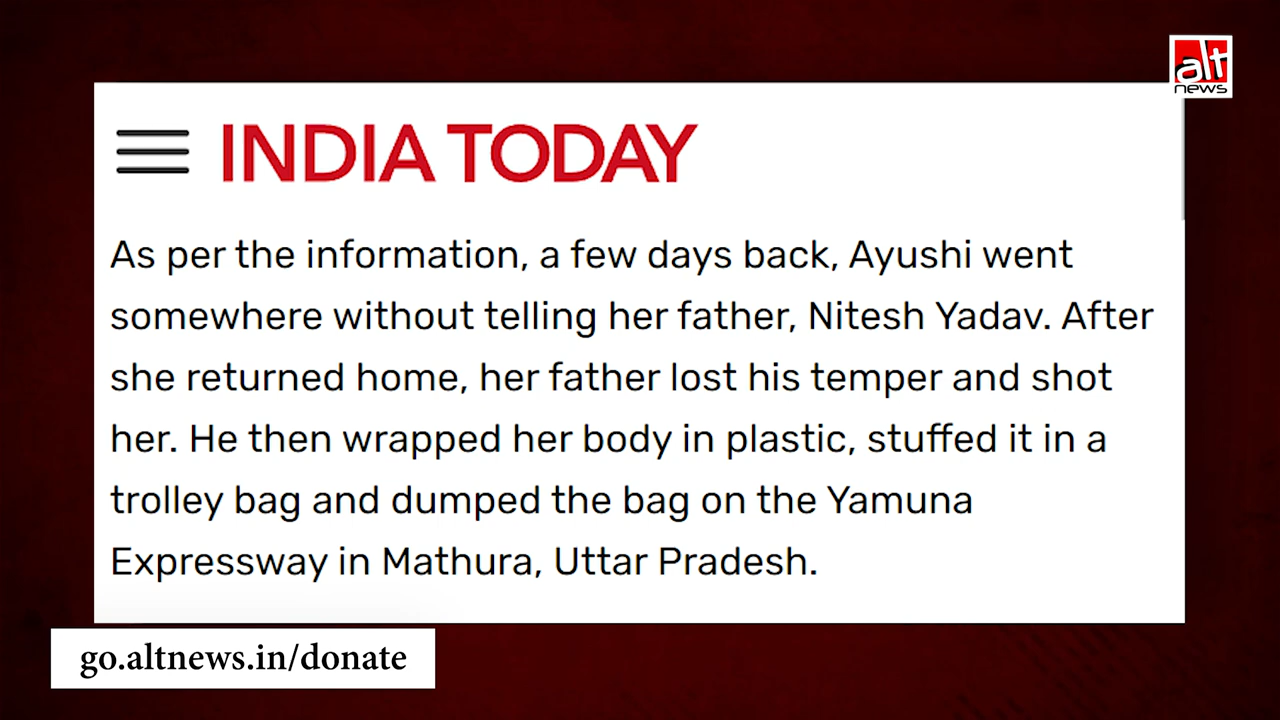 alt
news
INDIA TODAY
As per the information, a few days back, Ayushi went
somewhere without telling her father, Nitesh Yadav. After
she returned home, her father lost his temper and shot
her. He then wrapped her body in plastic, stuffed it in a
trolley bag and dumped the bag on the Yamuna
Expressway in Mathura, Uttar Pradesh.
go.altnews.in/donate